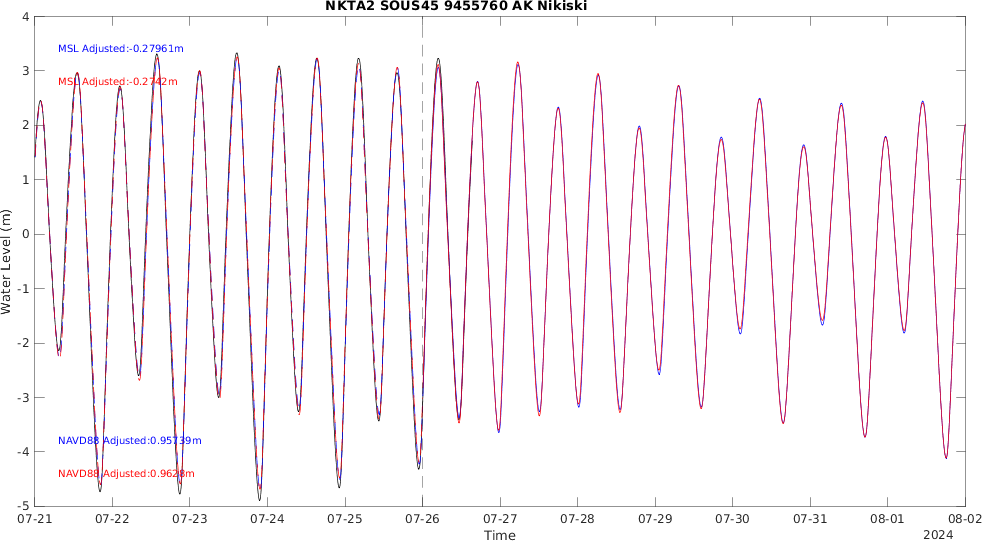 NKTA2 SOUS45 9455760 AK Nikiski
MSL Adjusted:-0.27961m
MSL Adjusted:-0.2742m
NAVD88 Adjusted:0.95739m
NAVD88 Adjusted:0.9628m
Water Level (m)
4
3
2
1
0
-1
-2
-3
-4
-5
07-21 07-22 07-23 07-24 07-25 07-26 07-27 07-28 07-29 07-30 07-31 08-01 08-02
Time
2024